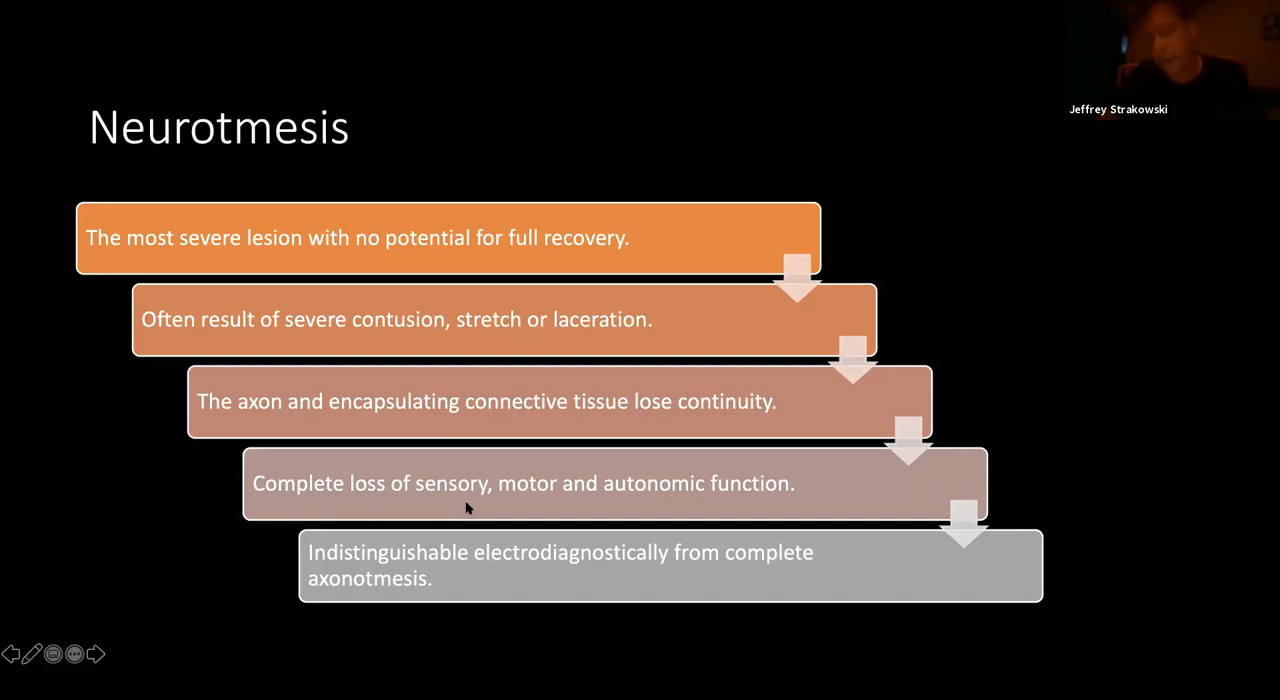 Jeffrey Strakowski
Neurotmesis
The most severe lesion with no potential for full recovery.
Often result of severe contusion, stretch or laceration.
The axon and encapsulating connective tissue lose continuity.
Complete loss of sensory, motor and autonomic function.
Indistinguishable electrodiagnostically from complete
axonotmesis.